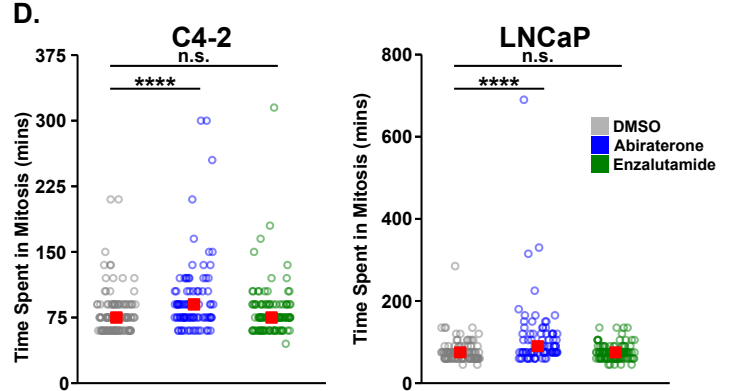 D.
C4-2
n.s.
****
Time Spent in Mitosis (mins)
375
300
225
150
75
0
LNCaP
n.s.
****
Time Spent in Mitosis (mins)
800
600
400
200
0
DMSO
Abiraterone
Enzalutamide